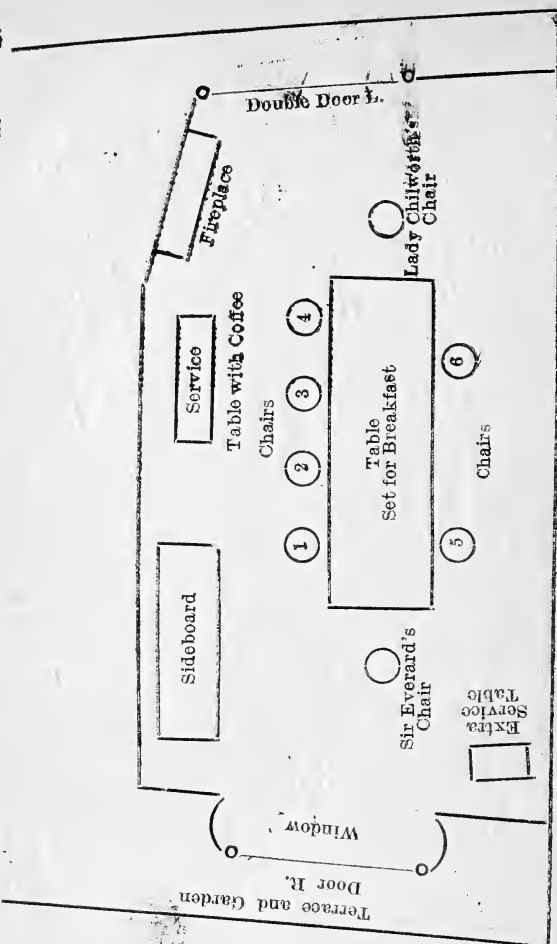 Terrace and Garden
Door R.
Window
Sideboard
Service
Table with Coffee
Chairs
Fireplace
Double Door L.
1
2
3
4
Sir Everard's
Chair
Table
Set for Breakfast
Lady Chilworth's
Chair
5
6
Chairs
Extra
Service
Table